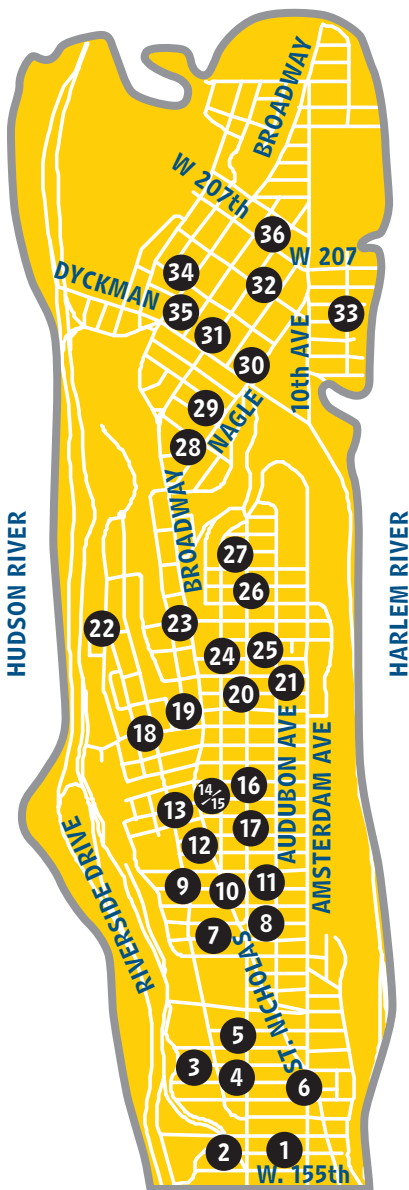 BROADWAY
W 207th
36
W 207
34
DYCKMAN
32
35
33
31
10th AVE
30
29
NAGLE
28
BROADWAY
27
26
HUDSON RIVER
HARLEM RIVER
22
23
24
25
20
21
19
18
AUDUBON AVE
AMSTERDAM AVE
14/15
16
13
17
12
RIVERSIDE DRIVE
9
10
11
7
8
ST. NICHOLAS
5
3
4
6
2
1
W. 155th